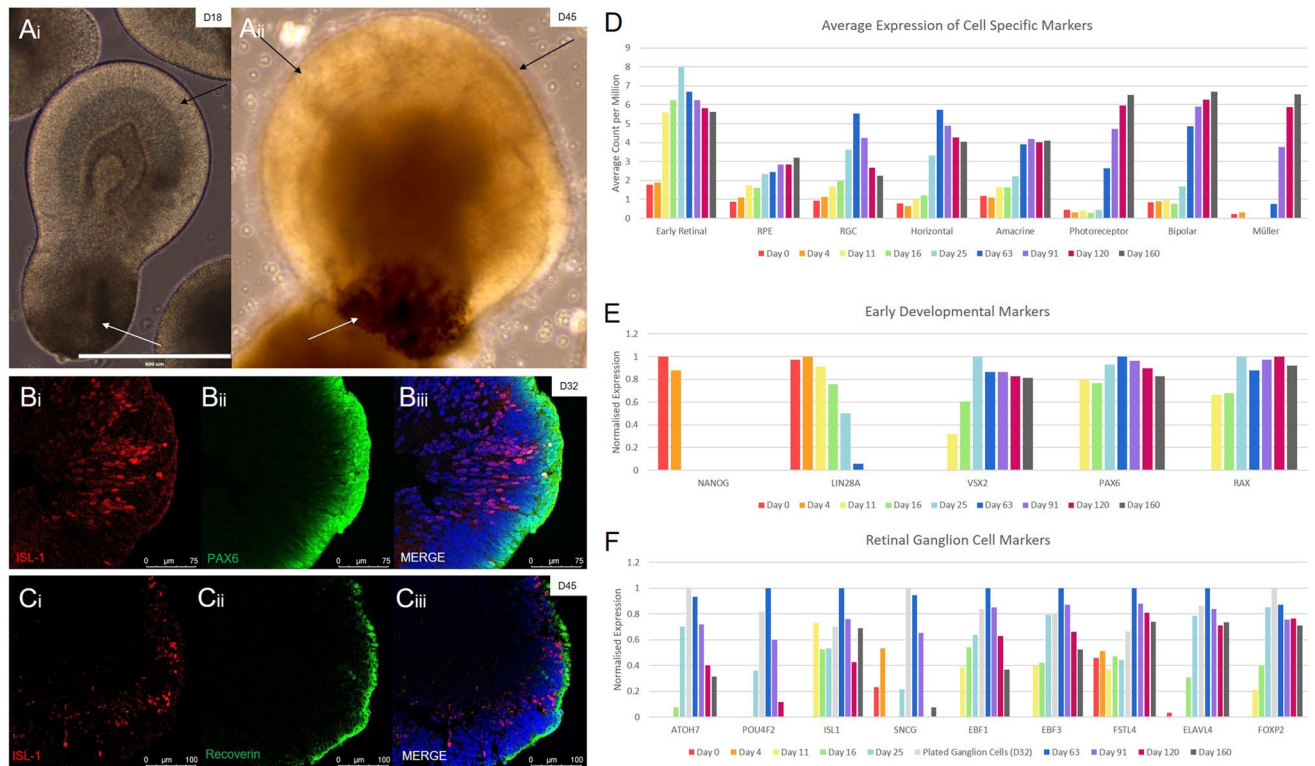 Ai
D18
400 um
Aii
D45
Bi
ISL-1
0 µm 75
Bii
PAX6
0 µm 75
Biii
D32
MERGE
0 µm 75
Ci
ISL-1
0 µm 100
Cii
Recoverin
0 µm 100
Ciii
D45
MERGE
0 µm 100
D
Average Expression of Cell Specific Markers
Average Count per Million
9
8
7
6
5
4
3
2
1
0
Early Retinal RPE RGC Horizontal Amacrine Photoreceptor Bipolar Müller
Day 0 Day 4 Day 11 Day 16 Day 25 Day 63 Day 91 Day 120 Day 160
E
Early Developmental Markers
Normalised Expression
1.2
1
0.8
0.6
0.4
0.2
0
NANOG LIN28A VSX2 PAX6 RAX
Day 0 Day 4 Day 11 Day 16 Day 25 Day 63 Day 91 Day 120 Day 160
F
Retinal Ganglion Cell Markers
Normalised Expression
1.2
1
0.8
0.6
0.4
0.2
0
ATOH7 POU4F2 ISL1 SNCG EBF1 EBF3 FSTL4 ELAVL4 FOXP2
Day 0 Day 4 Day 11 Day 16 Day 25 Plated Ganglion Cells (D32) Day 63 Day 91 Day 120 Day 160